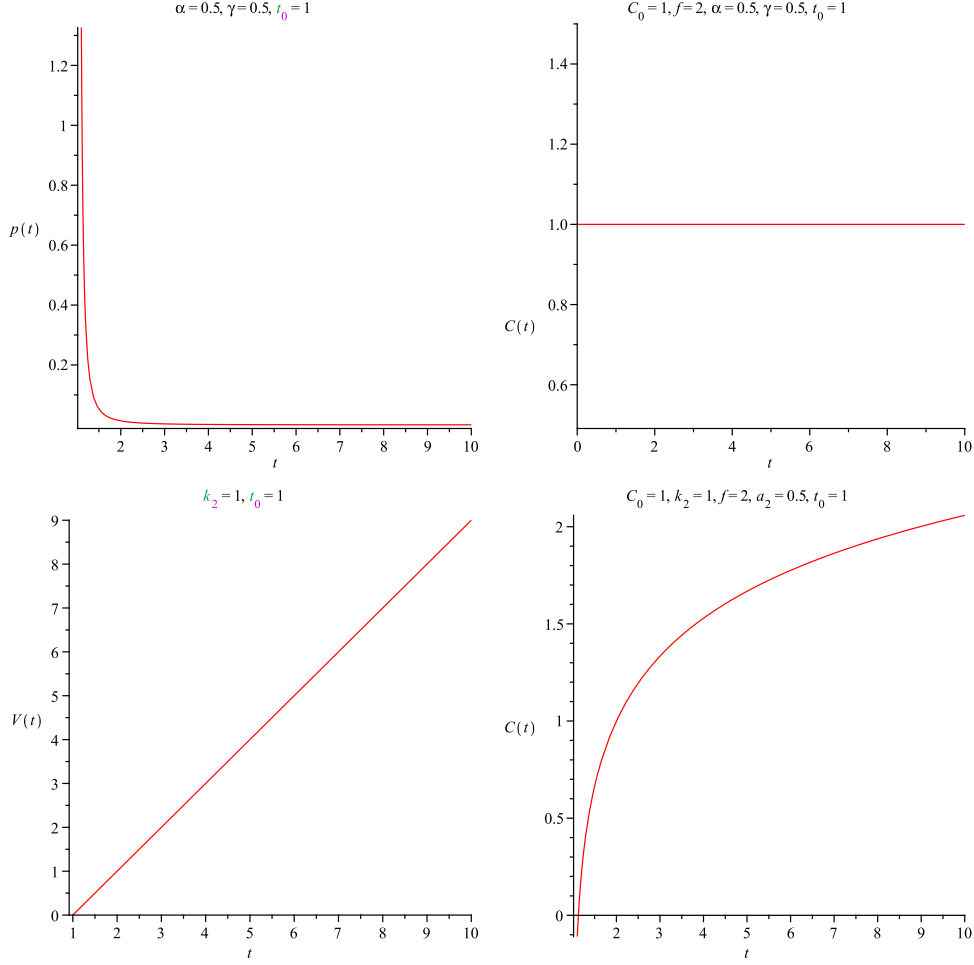 α = 0.5, γ = 0.5, t₀ = 1
1.2
1
0.8
p(t)
0.6
0.4
0.2
2 3 4 5 6 7 8 9 10
t
C₀ = 1, f = 2, α = 0.5, γ = 0.5, t₀ = 1
1.4
1.2
1.0
0.8
C(t)
0.6
0 2 4 6 8 10
t
k₂ = 1, t₀ = 1
9
8
7
6
5
V(t)
4
3
2
1
0
1 2 3 4 5 6 7 8 9 10
t
C₀ = 1, k₂ = 1, f = 2, a₂ = 0.5, t₀ = 1
2
1.5
1
C(t)
0.5
0
2 3 4 5 6 7 8 9 10
t